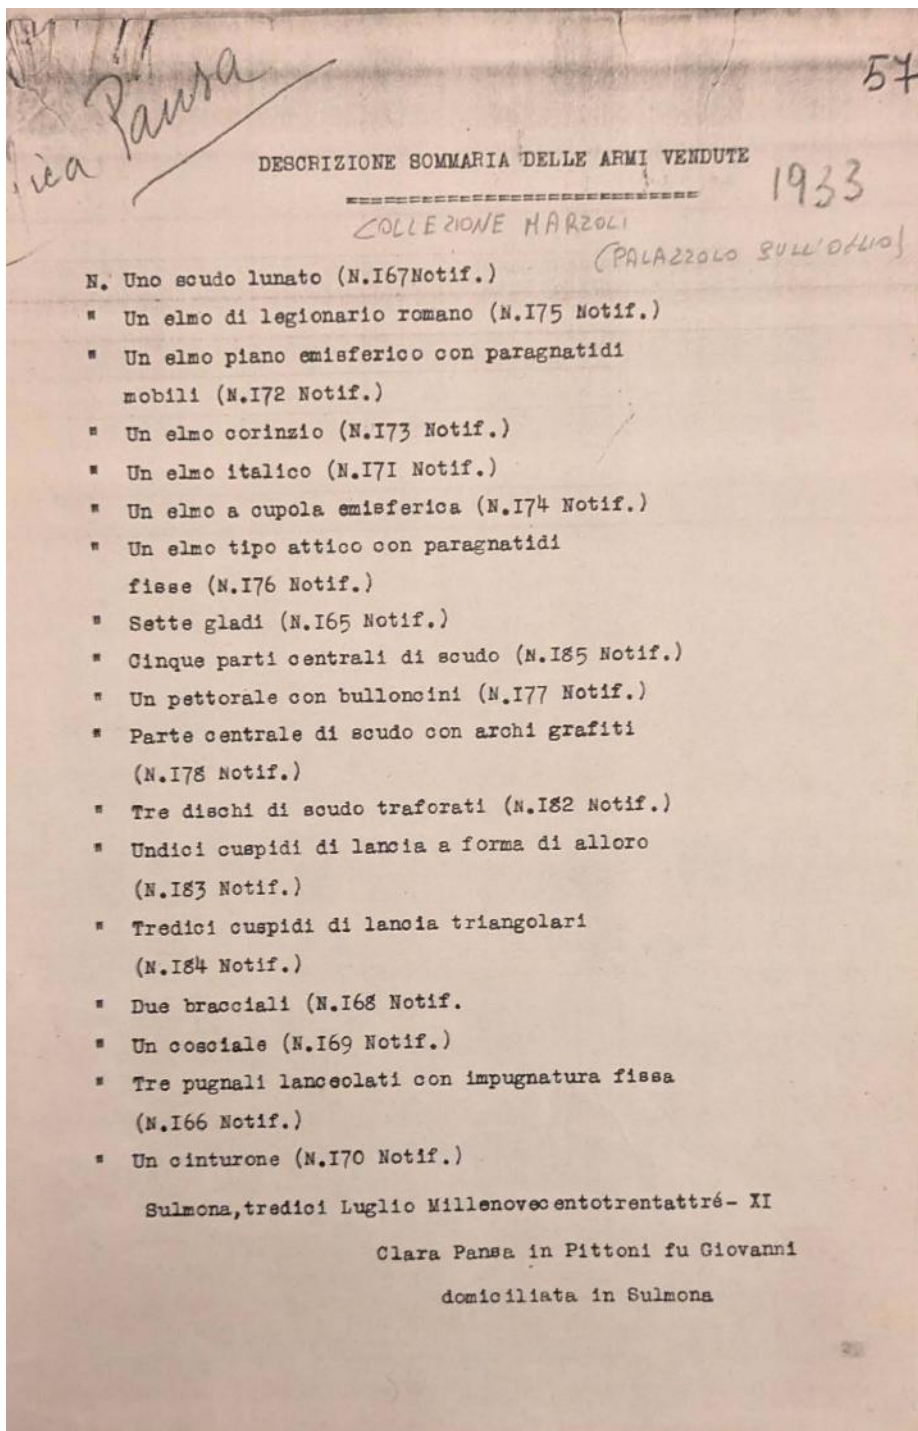 Pansa
57
DESCRIZIONE SOMMARIA DELLE ARMI VENDUTE
===========================
1933
COLLEZIONE MARZOLI
(PALAZZOLO SULL'OGLIO)
N. Uno scudo lunato (N.I67Notif.)
" Un elmo di legionario romano (N.I75 Notif.)
" Un elmo piano emisferico con paragnatidi
mobili (N.I72 Notif.)
" Un elmo corinzio (N.I73 Notif.)
" Un elmo italico (N.I7I Notif.)
" Un elmo a cupola emisferica (N.I74 Notif.)
" Un elmo tipo attico con paragnatidi
fisse (N.I76 Notif.)
" Sette gladi (N.I65 Notif.)
" Cinque parti centrali di scudo (N.I85 Notif.)
" Un pettorale con bulloncini (N.I77 Notif.)
" Parte centrale di scudo con archi grafiti
(N.I78 Notif.)
" Tre dischi di scudo traforati (N.I82 Notif.)
" Undici cuspidi di lancia a forma di alloro
(N.I83 Notif.)
" Tredici cuspidi di lancia triangolari
(N.I84 Notif.)
" Due bracciali (N.I68 Notif.
" Un cosciale (N.I69 Notif.)
" Tre pugnali lanceolati con impugnatura fissa
(N.I66 Notif.)
" Un cinturone (N.I70 Notif.)
Sulmona,tredici Luglio Millenovecentotrentattré- XI
Clara Pansa in Pittoni fu Giovanni
domiciliata in Sulmona